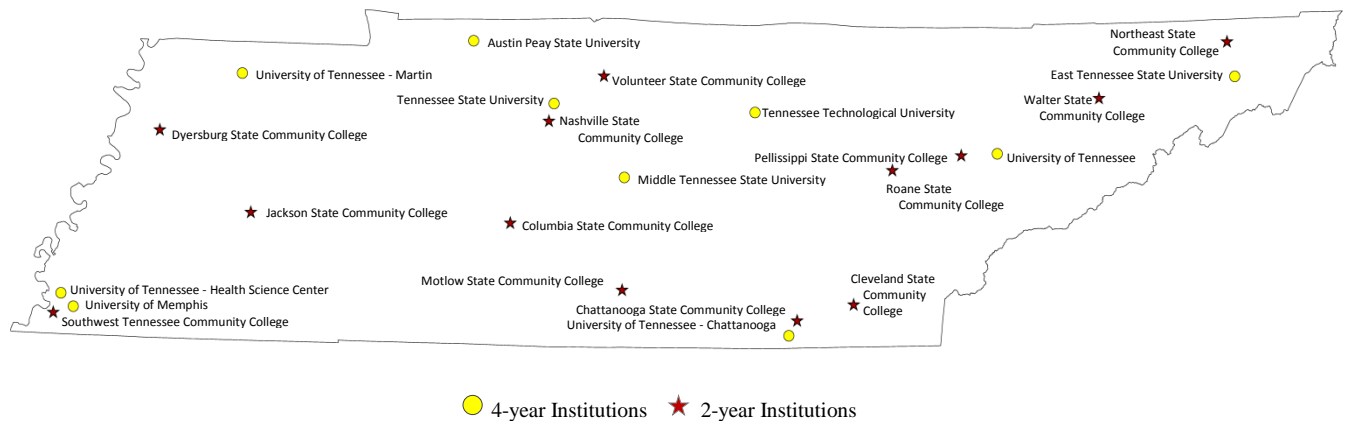 Northeast State
Community College
Austin Peay State University
University of Tennessee - Martin
Volunteer State Community College
East Tennessee State University
Tennessee State University
Walter State
Community College
Tennessee Technological University
Nashville State
Community College
Dyersburg State Community College
Pellissippi State Community College
University of Tennessee
Middle Tennessee State University
Roane State
Community College
Jackson State Community College
Columbia State Community College
Motlow State Community College
Cleveland State
Community
College
University of Tennessee - Health Science Center
University of Memphis
Southwest Tennessee Community College
Chattanooga State Community College
University of Tennessee - Chattanooga
4-year Institutions
2-year Institutions